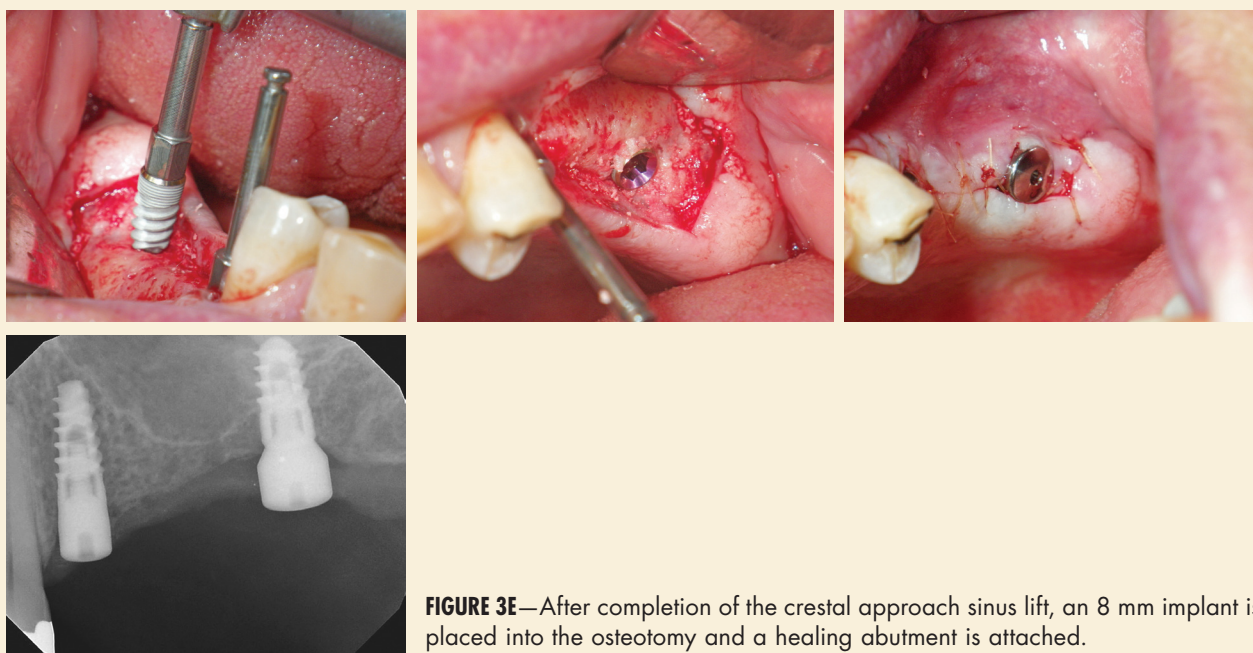 FIGURE 3E—After completion of the crestal approach sinus lift, an 8 mm implant is
placed into the osteotomy and a healing abutment is attached.